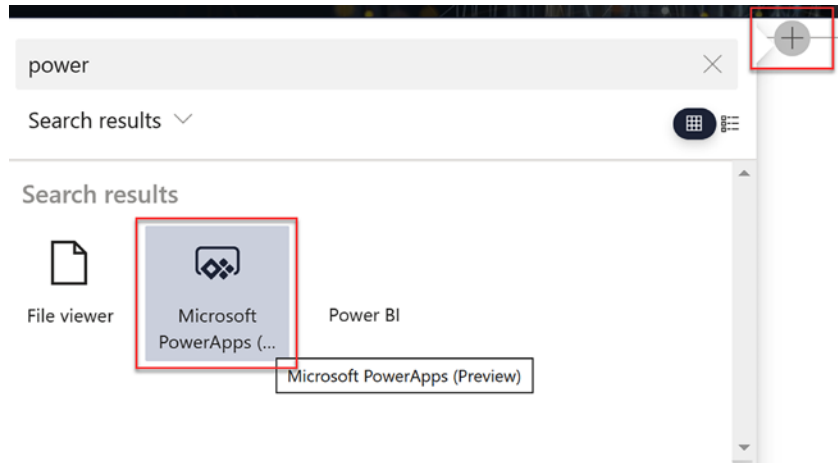 power
Search results
Search results
File viewer
Microsoft
PowerApps (...
Power BI
Microsoft PowerApps (Preview)